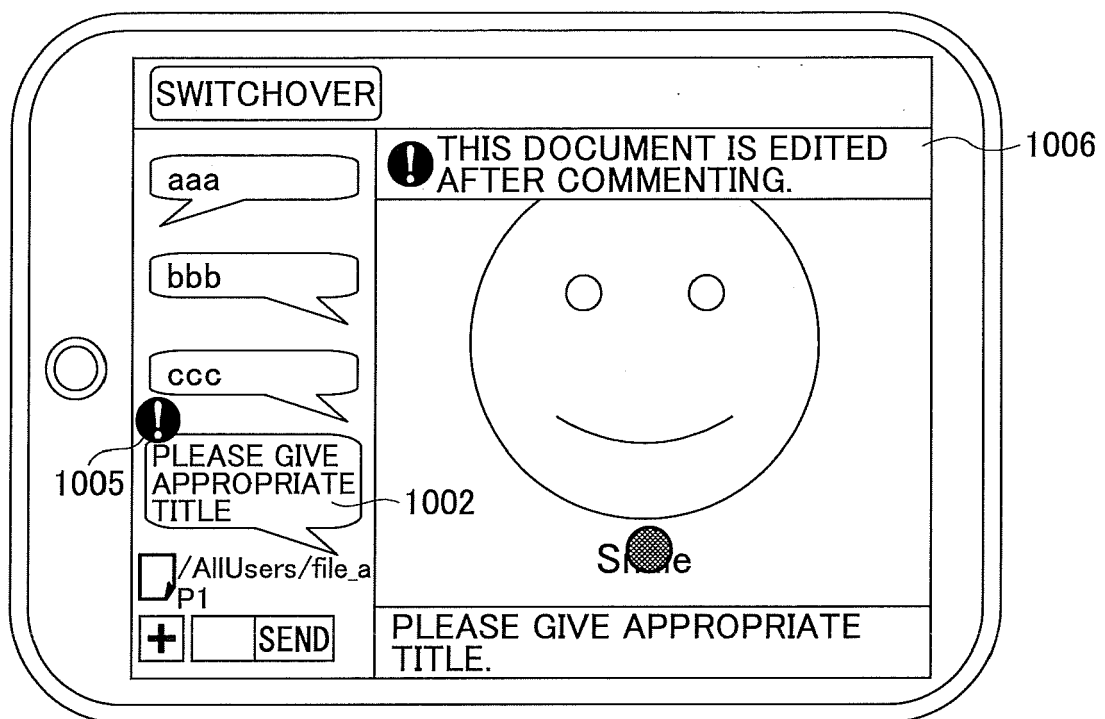 SWITCHOVER
aaa
bbb
ccc
PLEASE GIVE
APPROPRIATE
TITLE
/AllUsers/file_a
P1
+
SEND
THIS DOCUMENT IS EDITED
AFTER COMMENTING.
PLEASE GIVE APPROPRIATE
TITLE.
1005
1002
1006